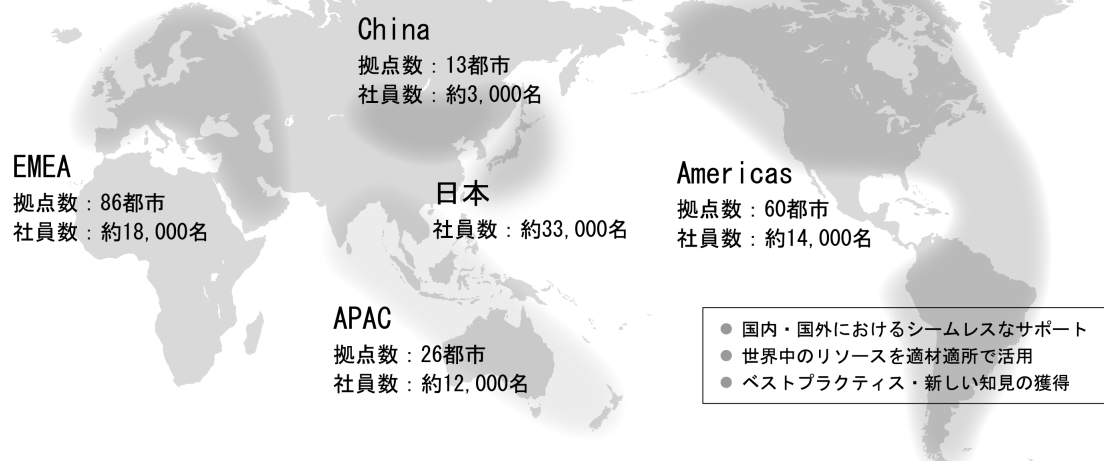 China
拠点数：13都市
社員数：約3,000名
EMEA
拠点数：86都市
社員数：約18,000名
日本
社員数：約33,000名
Americas
拠点数：60都市
社員数：約14,000名
APAC
拠点数：26都市
社員数：約12,000名
● 国内・国外におけるシームレスなサポート
● 世界中のリソースを適材適所で活用
● ベストプラクティス・新しい知見の獲得